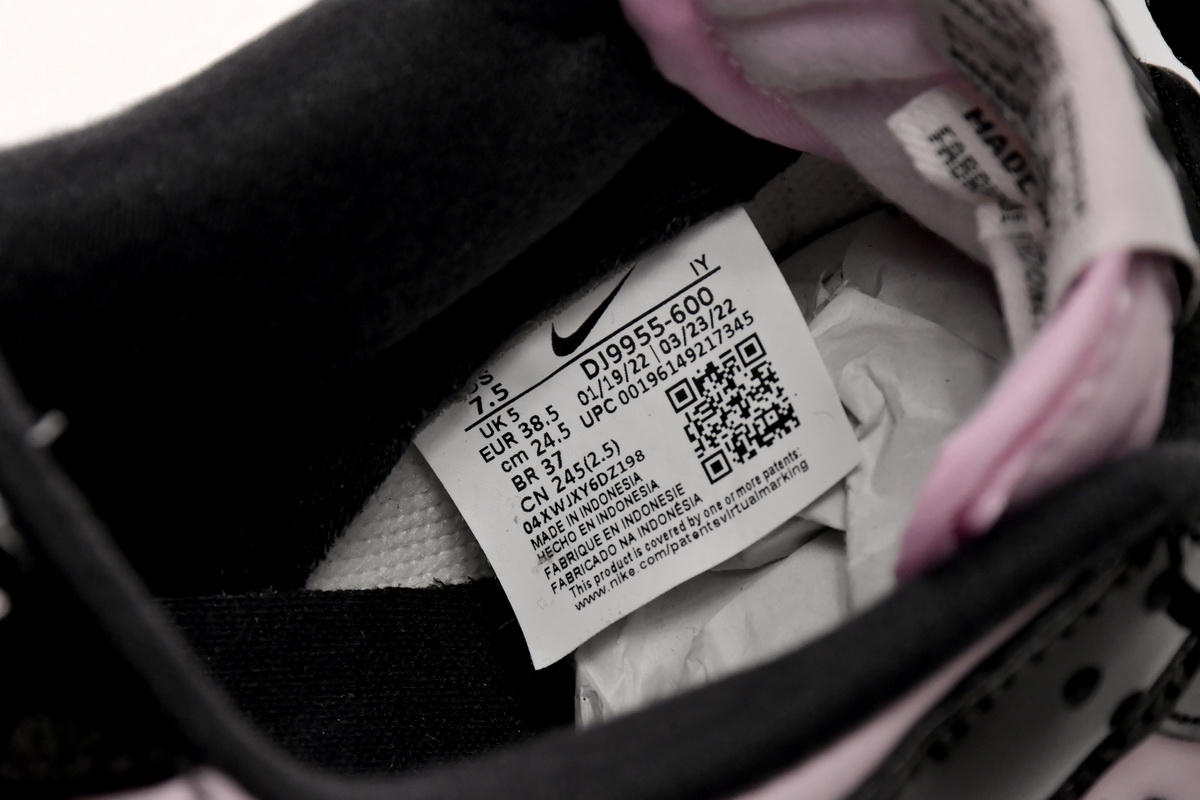 IY
US
7.5
DJ9955-600
UK 5
01/19/22 | 03/23/22
EUR 38.5
UPC 00196149217345
cm 24.5
BR 37
CN 245(2.5)
04XWJXY6DZ198
MADE IN INDONESIA
HECHO EN INDONESIA
FABRIQUE EN INDONESIE
FABRICADO NA INDONÉSIA
This product is covered by one or more patents:
www.nike.com/patentsvirtualmarking
MADE